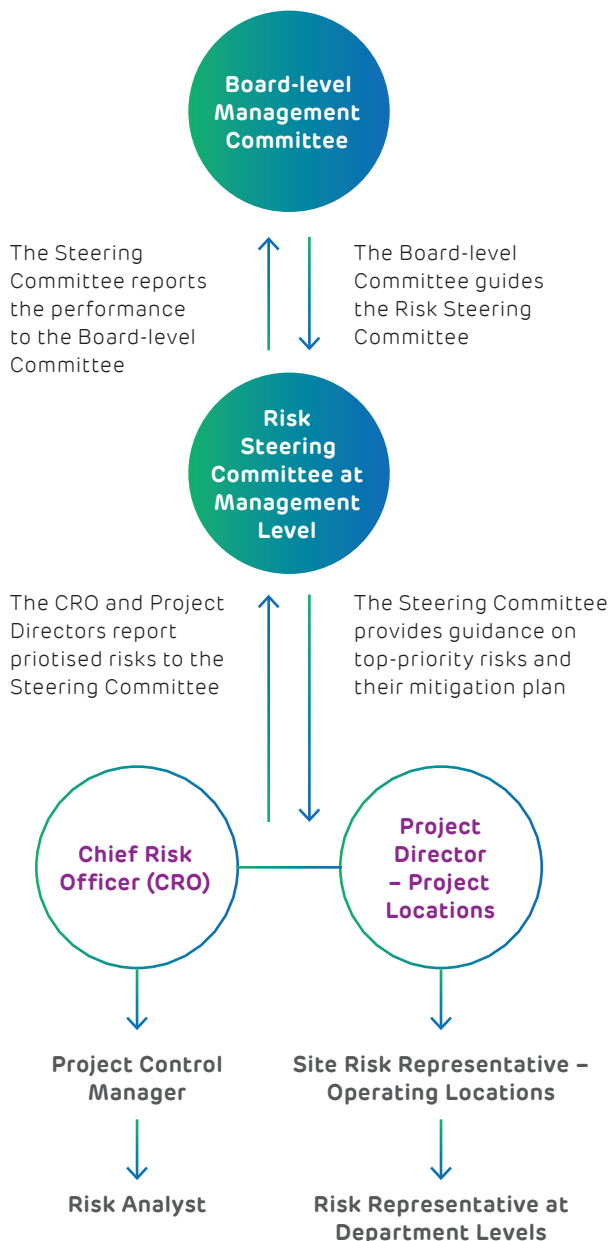 Board-level
Management
Committee
The Steering
Committee reports
the performance
to the Board-level
Committee
The Board-level
Committee guides
the Risk Steering
Committee
Risk
Steering
Committee at
Management
Level
The CRO and Project
Directors report
priotised risks to the
Steering Committee
The Steering Committee
provides guidance on
top-priority risks and
their mitigation plan
Chief Risk
Officer (CRO)
Project
Director
– Project
Locations
Project Control
Manager
Site Risk Representative –
Operating Locations
Risk Analyst
Risk Representative at
Department Levels